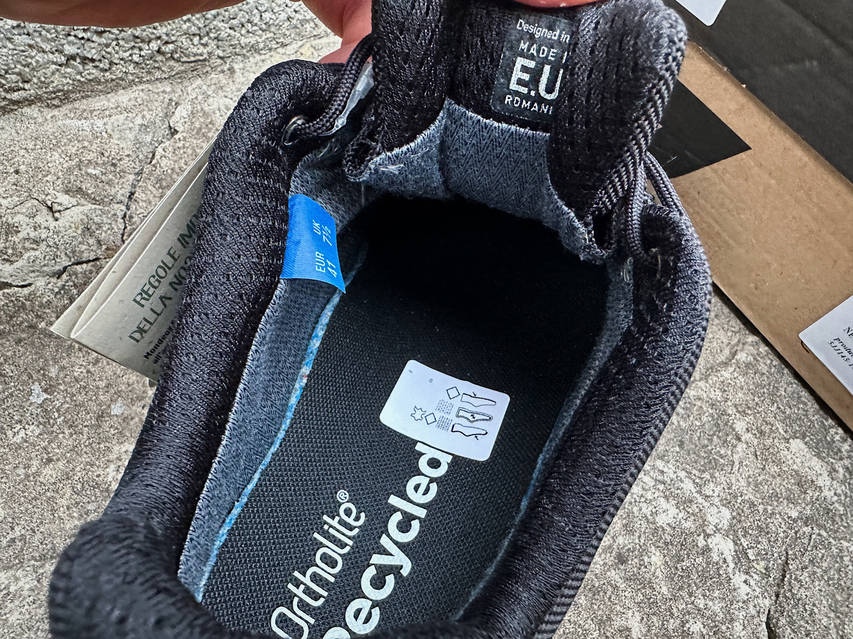 Designed in
MADE I
E.U
ROMANI
UK
7½
EUR
41
REGOLE IM
DELLA NO
Ortholite®
Recycled